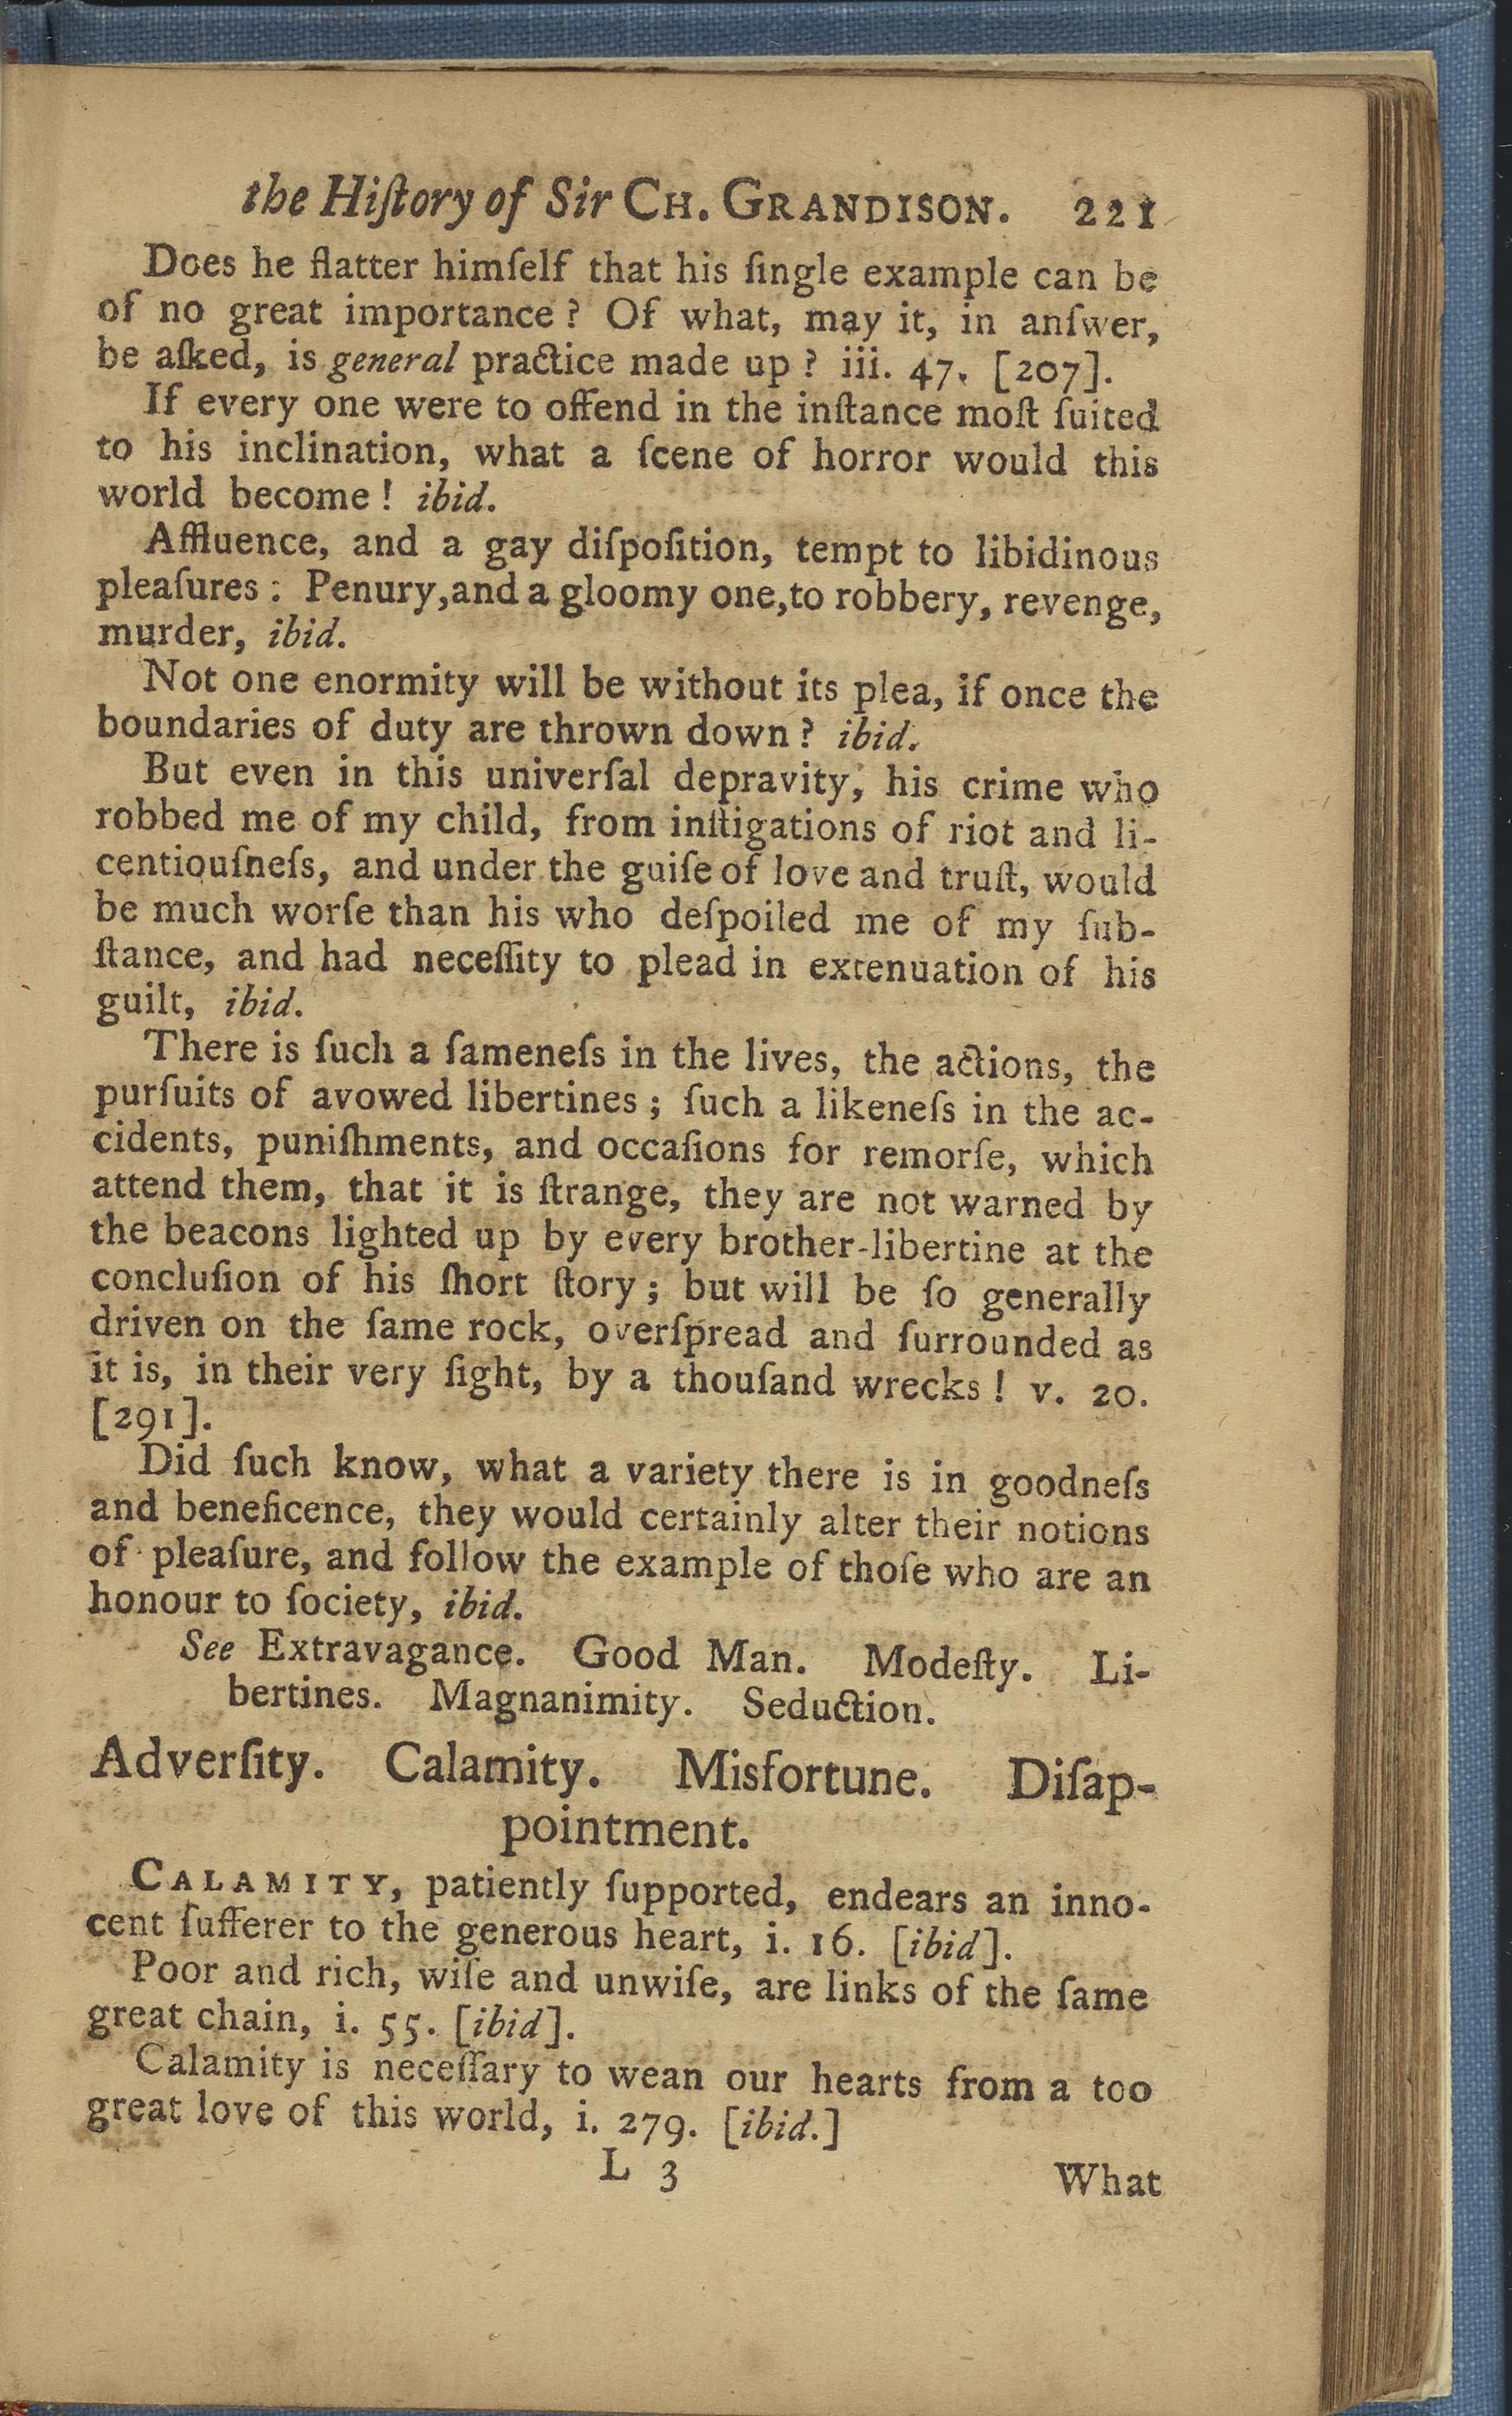 the Hiſtory of Sir CH. GRANDISON. 221
Does he flatter himſelf that his ſingle example can be
of no great importance? Of what, may it, in anſwer,
be aſked, is general practice made up? iii. 47. [207].
If every one were to offend in the inſtance moſt ſuited
to his inclination, what a ſcene of horror would this
world become! ibid.
Affluence, and a gay diſpoſition, tempt to libidinous
pleaſures: Penury, and a gloomy one, to robbery, revenge,
murder, ibid.
Not one enormity will be without its plea, if once the
boundaries of duty are thrown down? ibid.
But even in this univerſal depravity, his crime who
robbed me of my child, from inſtigations of riot and li-
centiouſneſs, and under the guiſe of love and truſt, would
be much worſe than his who deſpoiled me of my ſub-
ſtance, and had neceſſity to plead in extenuation of his
guilt, ibid.
There is ſuch a ſameneſs in the lives, the actions, the
purſuits of avowed libertines; ſuch a likeneſs in the ac-
cidents, puniſhments, and occaſions for remorſe, which
attend them, that it is ſtrange, they are not warned by
the beacons lighted up by every brother-libertine at the
concluſion of his ſhort ſtory; but will be ſo generally
driven on the ſame rock, overſpread and ſurrounded as
it is, in their very ſight, by a thouſand wrecks! v. 20.
[291].
Did ſuch know, what a variety there is in goodneſs
and beneficence, they would certainly alter their notions
of pleaſure, and follow the example of thoſe who are an
honour to ſociety, ibid.
See Extravagance. Good Man. Modeſty. Li-
bertines. Magnanimity. Seduction.
Adverſity. Calamity. Misfortune. Diſap-
pointment.
CALAMITY, patiently ſupported, endears an inno-
cent ſufferer to the generous heart, i. 16. [ibid].
Poor and rich, wiſe and unwiſe, are links of the ſame
great chain, i. 55. [ibid].
Calamity is neceſſary to wean our hearts from a too
great love of this world, i. 279. [ibid.]
L 3 What